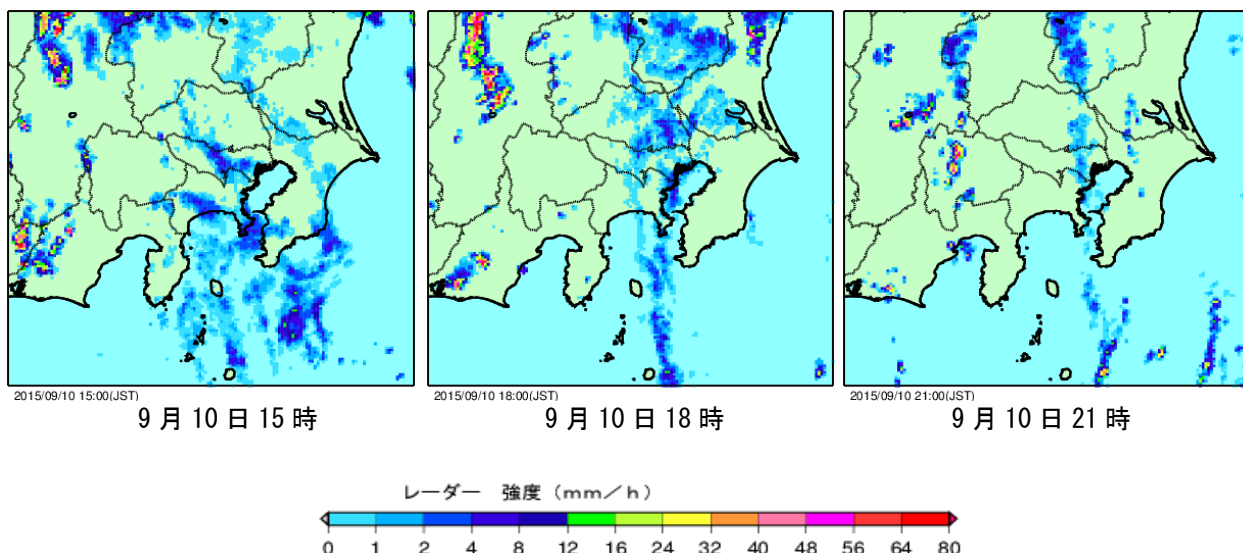 2015/09/10 15:00(JST)
9月10日15時
2015/09/10 18:00(JST)
9月10日18時
2015/09/10 21:00(JST)
9月10日21時
レーダー 強度(mm/h)
0 1 2 4 8 12 16 24 32 40 48 56 64 80